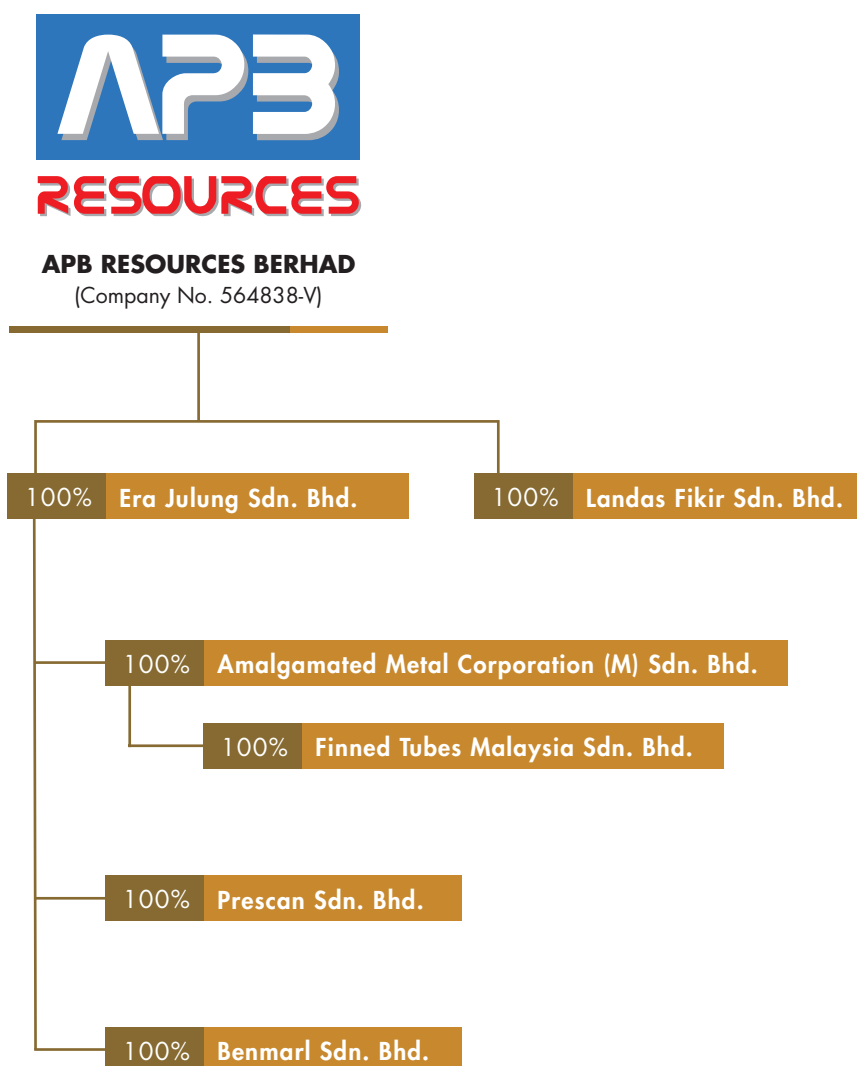 APB
RESOURCES
APB RESOURCES BERHAD
(Company No. 564838-V)
100% Era Julung Sdn. Bhd.
100% Landas Fikir Sdn. Bhd.
100% Amalgamated Metal Corporation (M) Sdn. Bhd.
100% Finned Tubes Malaysia Sdn. Bhd.
100% Prescan Sdn. Bhd.
100% Benmarl Sdn. Bhd.